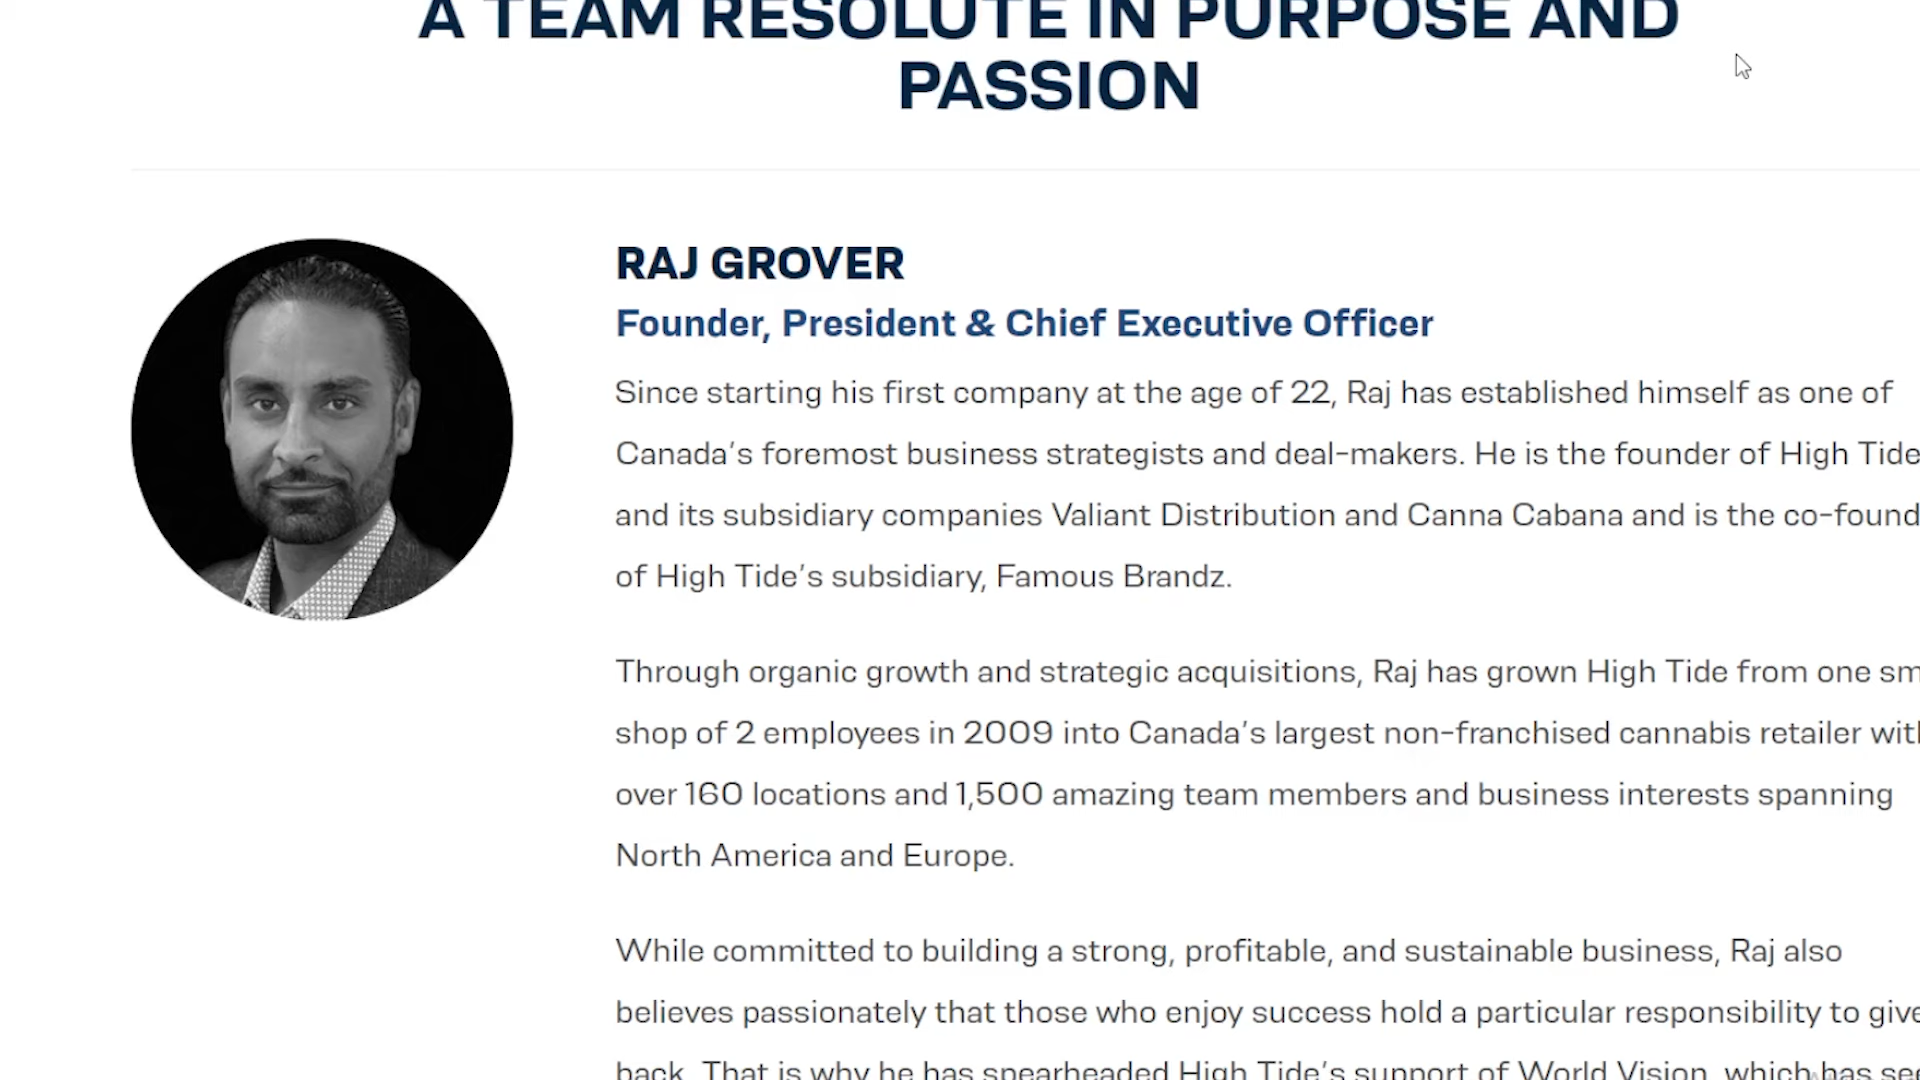 A TEAM RESOLUTE IN PURPOSE AND
PASSION
RAJ GROVER
Founder, President & Chief Executive Officer
Since starting his first company at the age of 22, Raj has established himself as one of
Canada's foremost business strategists and deal-makers. He is the founder of High Tide
and its subsidiary companies Valiant Distribution and Canna Cabana and is the co-found
of High Tide's subsidiary, Famous Brandz.
Through organic growth and strategic acquisitions, Raj has grown High Tide from one sm
shop of 2 employees in 2009 into Canada's largest non-franchised cannabis retailer with
over 160 locations and 1,500 amazing team members and business interests spanning
North America and Europe.
While committed to building a strong, profitable, and sustainable business, Raj also
believes passionately that those who enjoy success hold a particular responsibility to give
back. That is why he has spearheaded High Tide's support of World Vision, which has see